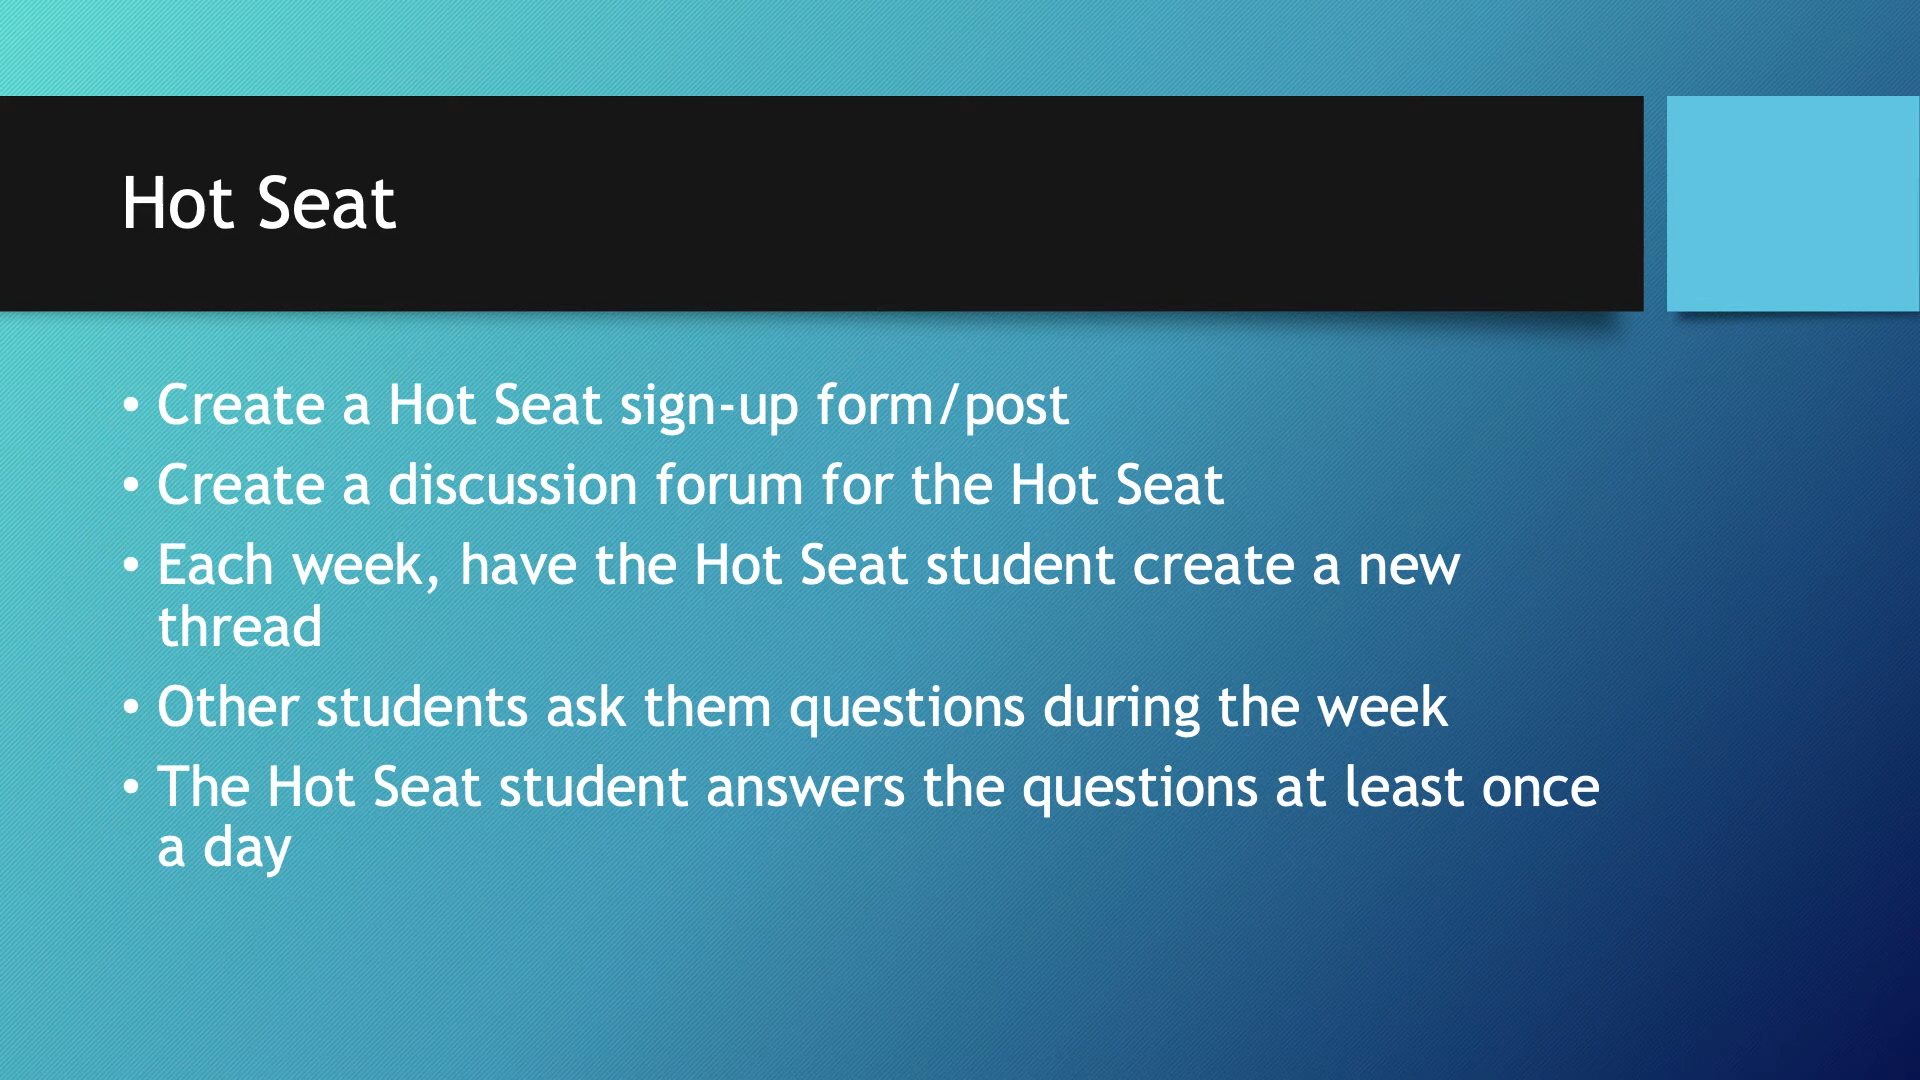 Hot Seat
• Create a Hot Seat sign-up form/post
• Create a discussion forum for the Hot Seat
• Each week, have the Hot Seat student create a new
thread
• Other students ask them questions during the week
• The Hot Seat student answers the questions at least once
a day